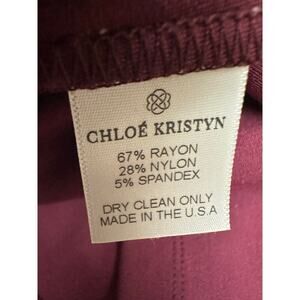 CHLOÉ KRISTYN
67% RAYON
28% NYLON
5% SPANDEX
DRY CLEAN ONLY
MADE IN THE U.S.A